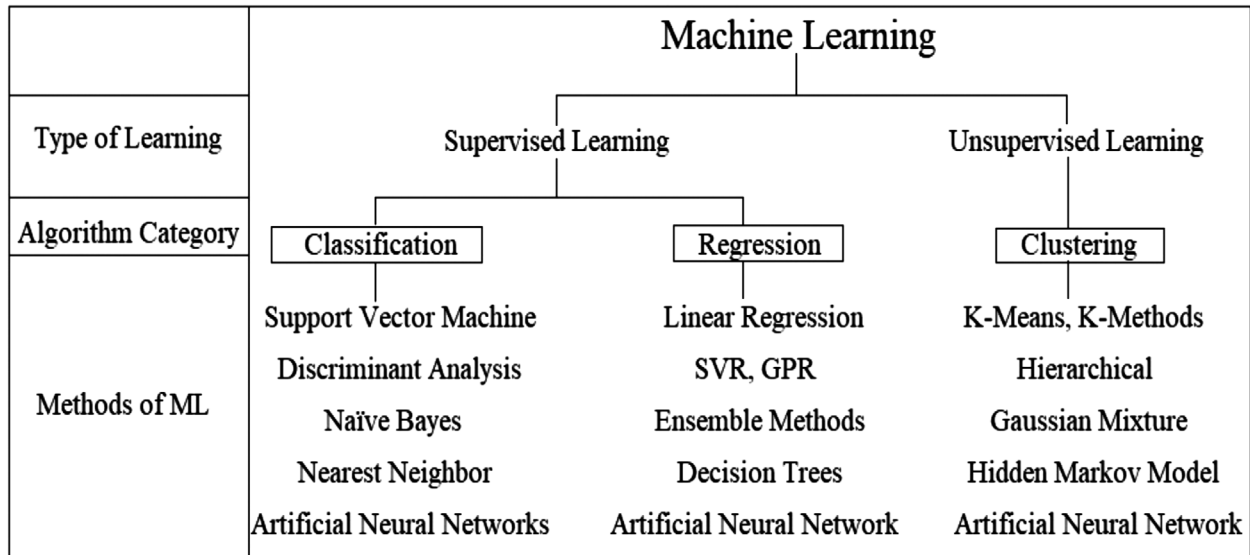 Machine Learning
Type of Learning
Supervised Learning
Unsupervised Learning
Algorithm Category
Classification
Regression
Clustering
Methods of ML
Support Vector Machine
Linear Regression
K-Means, K-Methods
Discriminant Analysis
SVR, GPR
Hierarchical
Naïve Bayes
Ensemble Methods
Gaussian Mixture
Nearest Neighbor
Decision Trees
Hidden Markov Model
Artificial Neural Networks
Artificial Neural Network
Artificial Neural Network